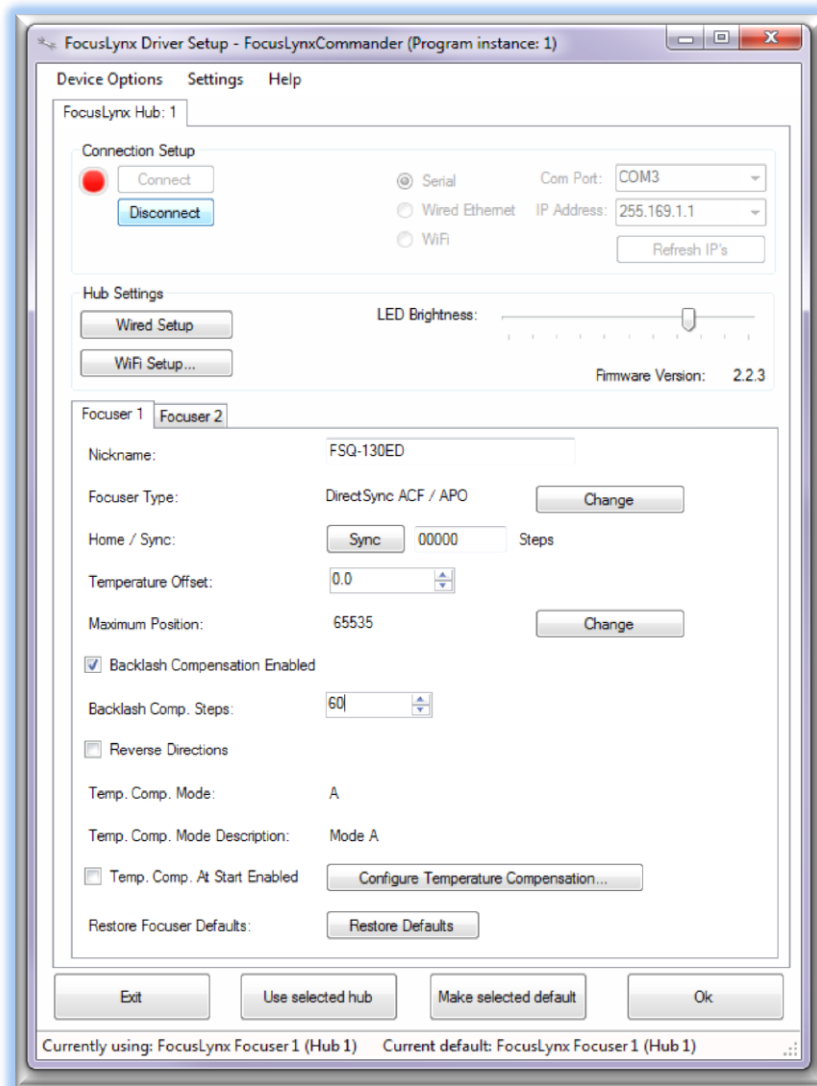 FocusLynx Driver Setup - FocusLynxCommander (Program instance: 1)
Device Options Settings Help
FocusLynx Hub: 1
Connection Setup
Connect Serial Com Port: COM3
Disconnect Wired Ethernet IP Address: 255.169.1.1
WiFi Refresh IP's
Hub Settings
Wired Setup LED Brightness:
WiFi Setup...
Firmware Version: 2.2.3
Focuser 1 Focuser 2
Nickname: FSQ-130ED
Focuser Type: DirectSync ACF / APO Change
Home / Sync: Sync 00000 Steps
Temperature Offset: 0.0
Maximum Position: 65535 Change
Backlash Compensation Enabled
Backlash Comp. Steps: 60
Reverse Directions
Temp. Comp. Mode: A
Temp. Comp. Mode Description: Mode A
Temp. Comp. At Start Enabled Configure Temperature Compensation...
Restore Focuser Defaults: Restore Defaults
Exit Use selected hub Make selected default Ok
Currently using: FocusLynx Focuser 1 (Hub 1) Current default: FocusLynx Focuser 1 (Hub 1)